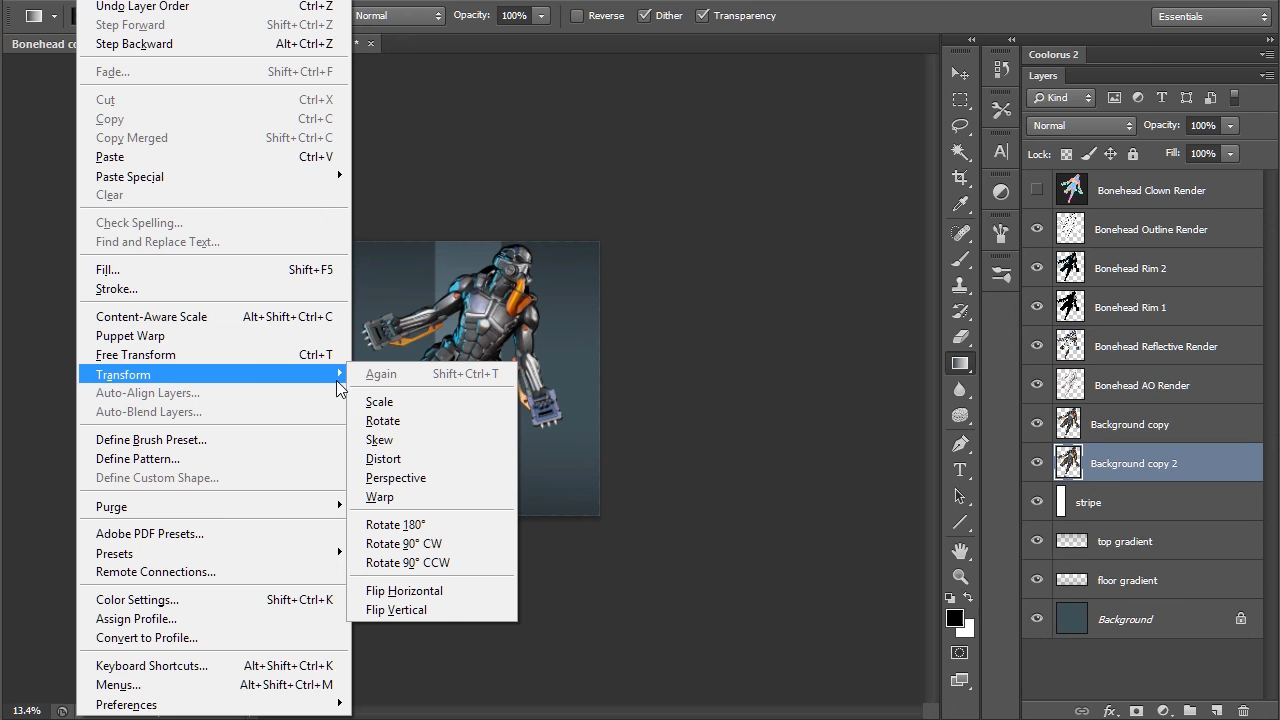 Normal Opacity: 100% Reverse Dither Transparency Essentials
Bonehead co * ×
Undo Layer Order Ctrl+Z
Step Forward Shift+Ctrl+Z
Step Backward Alt+Ctrl+Z
Fade... Shift+Ctrl+F
Cut Ctrl+X
Copy Ctrl+C
Copy Merged Shift+Ctrl+C
Paste Ctrl+V
Paste Special
Clear
Check Spelling...
Find and Replace Text...
Fill... Shift+F5
Stroke...
Content-Aware Scale Alt+Shift+Ctrl+C
Puppet Warp
Free Transform Ctrl+T
Transform
Auto-Align Layers...
Auto-Blend Layers...
Define Brush Preset...
Define Pattern...
Define Custom Shape...
Purge
Adobe PDF Presets...
Presets
Remote Connections...
Color Settings... Shift+Ctrl+K
Assign Profile...
Convert to Profile...
Keyboard Shortcuts... Alt+Shift+Ctrl+K
Menus... Alt+Shift+Ctrl+M
Preferences
Again Shift+Ctrl+T
Scale
Rotate
Skew
Distort
Perspective
Warp
Rotate 180°
Rotate 90° CW
Rotate 90° CCW
Flip Horizontal
Flip Vertical
Coolorus 2
Layers
Kind
Normal Opacity: 100%
Lock: Fill: 100%
Bonehead Clown Render
Bonehead Outline Render
Bonehead Rim 2
Bonehead Rim 1
Bonehead Reflective Render
Bonehead AO Render
Background copy
Background copy 2
stripe
top gradient
floor gradient
Background
fx
13.4%